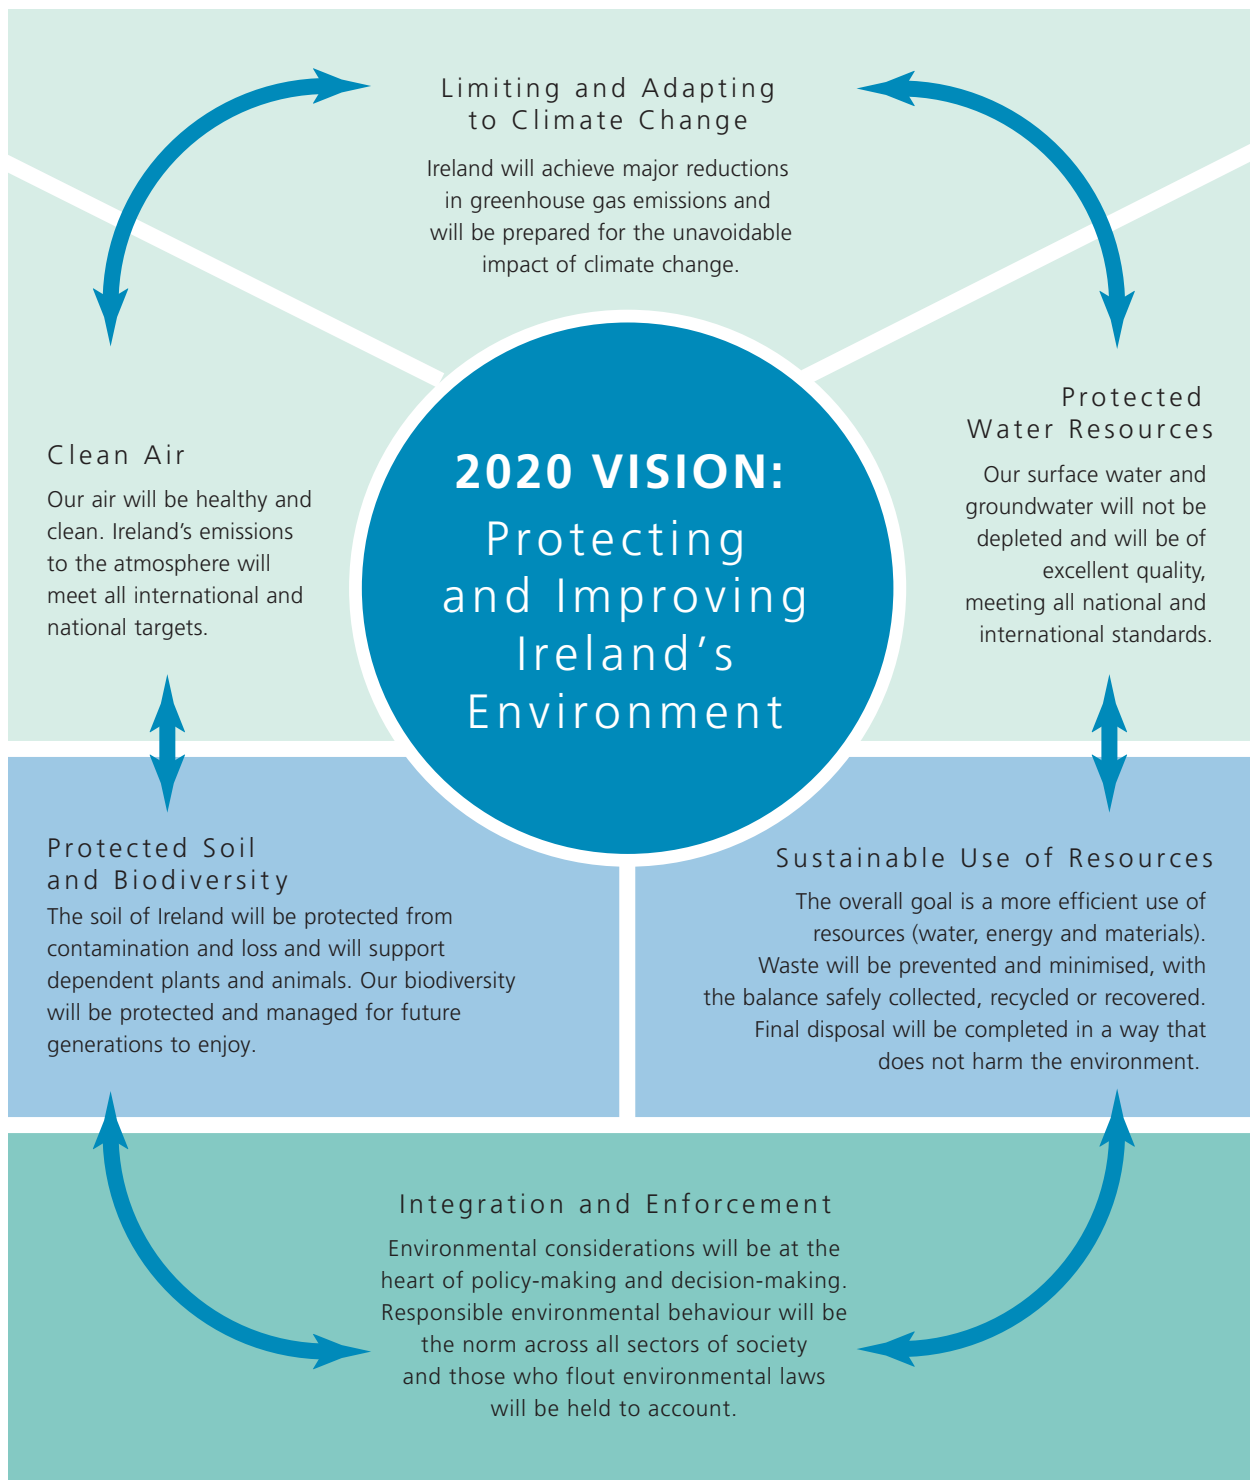 Limiting and Adapting
to Climate Change
Ireland will achieve major reductions
in greenhouse gas emissions and
will be prepared for the unavoidable
impact of climate change.
Clean Air
Our air will be healthy and
clean. Ireland’s emissions
to the atmosphere will
meet all international and
national targets.
2020 VISION:
Protecting
and Improving
Ireland’s
Environment
Protected
Water Resources
Our surface water and
groundwater will not be
depleted and will be of
excellent quality,
meeting all national and
international standards.
Protected Soil
and Biodiversity
The soil of Ireland will be protected from
contamination and loss and will support
dependent plants and animals. Our biodiversity
will be protected and managed for future
generations to enjoy.
Sustainable Use of Resources
The overall goal is a more efficient use of
resources (water, energy and materials).
Waste will be prevented and minimised, with
the balance safely collected, recycled or recovered.
Final disposal will be completed in a way that
does not harm the environment.
Integration and Enforcement
Environmental considerations will be at the
heart of policy-making and decision-making.
Responsible environmental behaviour will be
the norm across all sectors of society
and those who flout environmental laws
will be held to account.